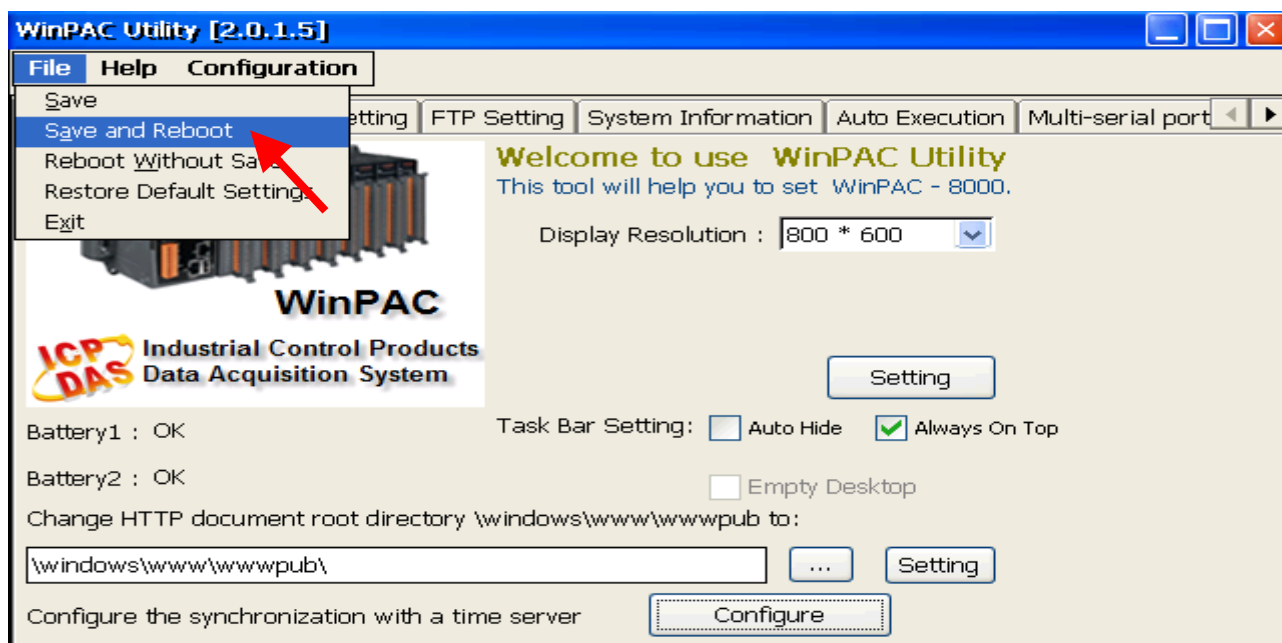 WinPAC Utility [2.0.1.5]
File Help Configuration
Save
Save and Reboot
Reboot Without
Restore Default Settings
Exit
etting FTP Setting System Information Auto Execution Multi-serial port
Welcome to use WinPAC Utility
This tool will help you to set WinPAC - 8000.
Display Resolution : 800 * 600
WinPAC
ICP DAS
Industrial Control Products
Data Acquisition System
Setting
Task Bar Setting: Auto Hide Always On Top
Battery1 : OK
Battery2 : OK
Empty Desktop
Change HTTP document root directory \windows\www\wwwpub to:
\windows\www\wwwpub\ ... Setting
Configure the synchronization with a time server Configure